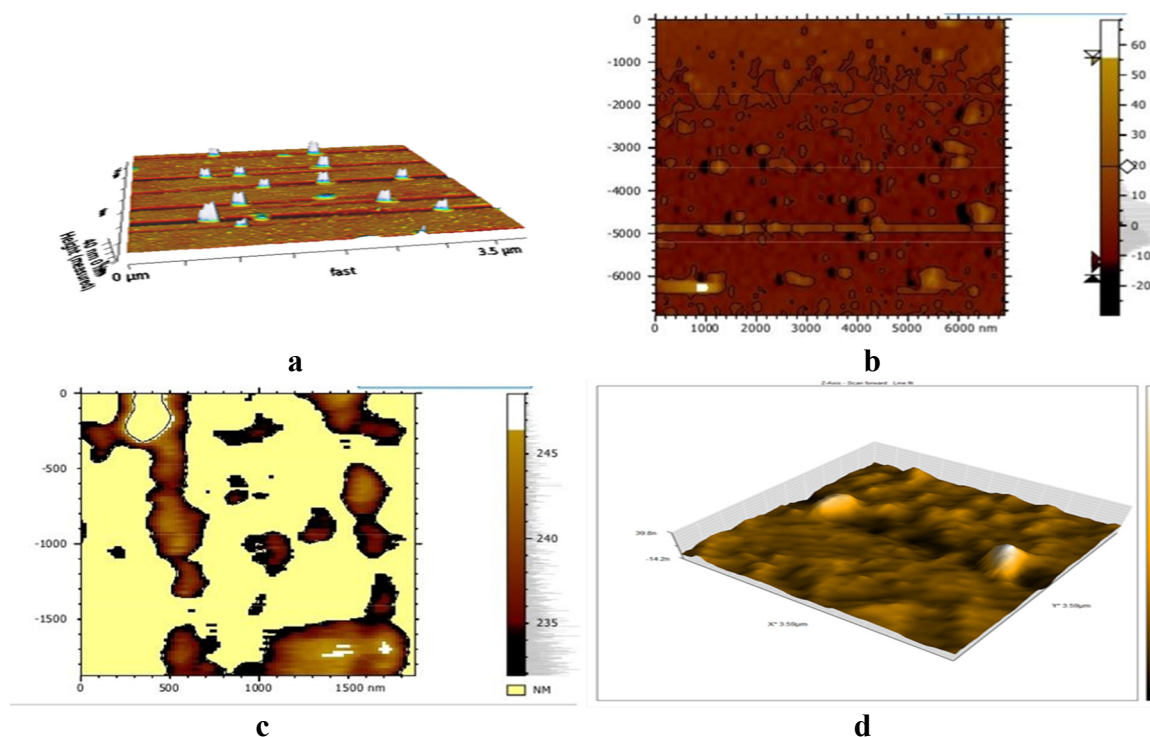 Height (measured)
40 nm 0 nm
0 µm
fast
3.5 µm
a
0
-1000
-2000
-3000
-4000
-5000
-6000
0 1000 2000 3000 4000 5000 6000 nm
60
50
40
30
20
10
0
-10
-20
b
0
-500
-1000
-1500
0 500 1000 1500 nm
245
240
235
NM
c
Z-Axis - Scan forward Line fit
39.8n
-14.2n
X* 3.50µm
Y* 3.50µm
d